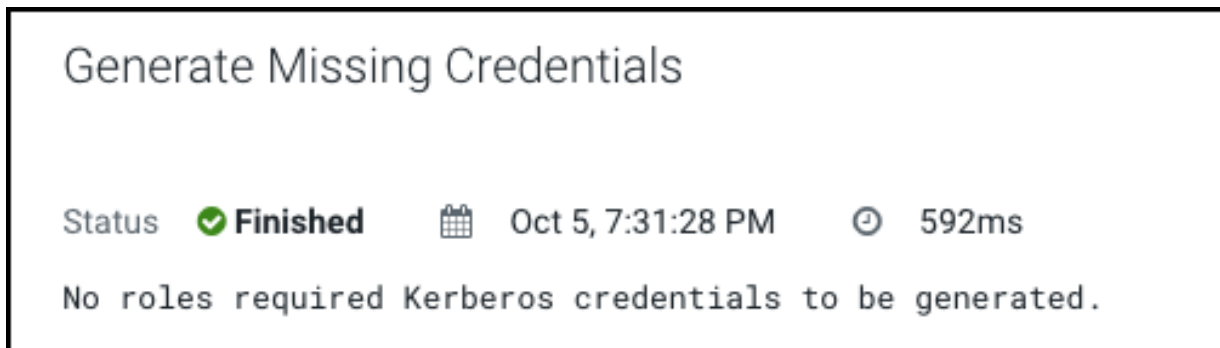 Generate Missing Credentials
Status Finished Oct 5, 7:31:28 PM 592ms
No roles required Kerberos credentials to be generated.